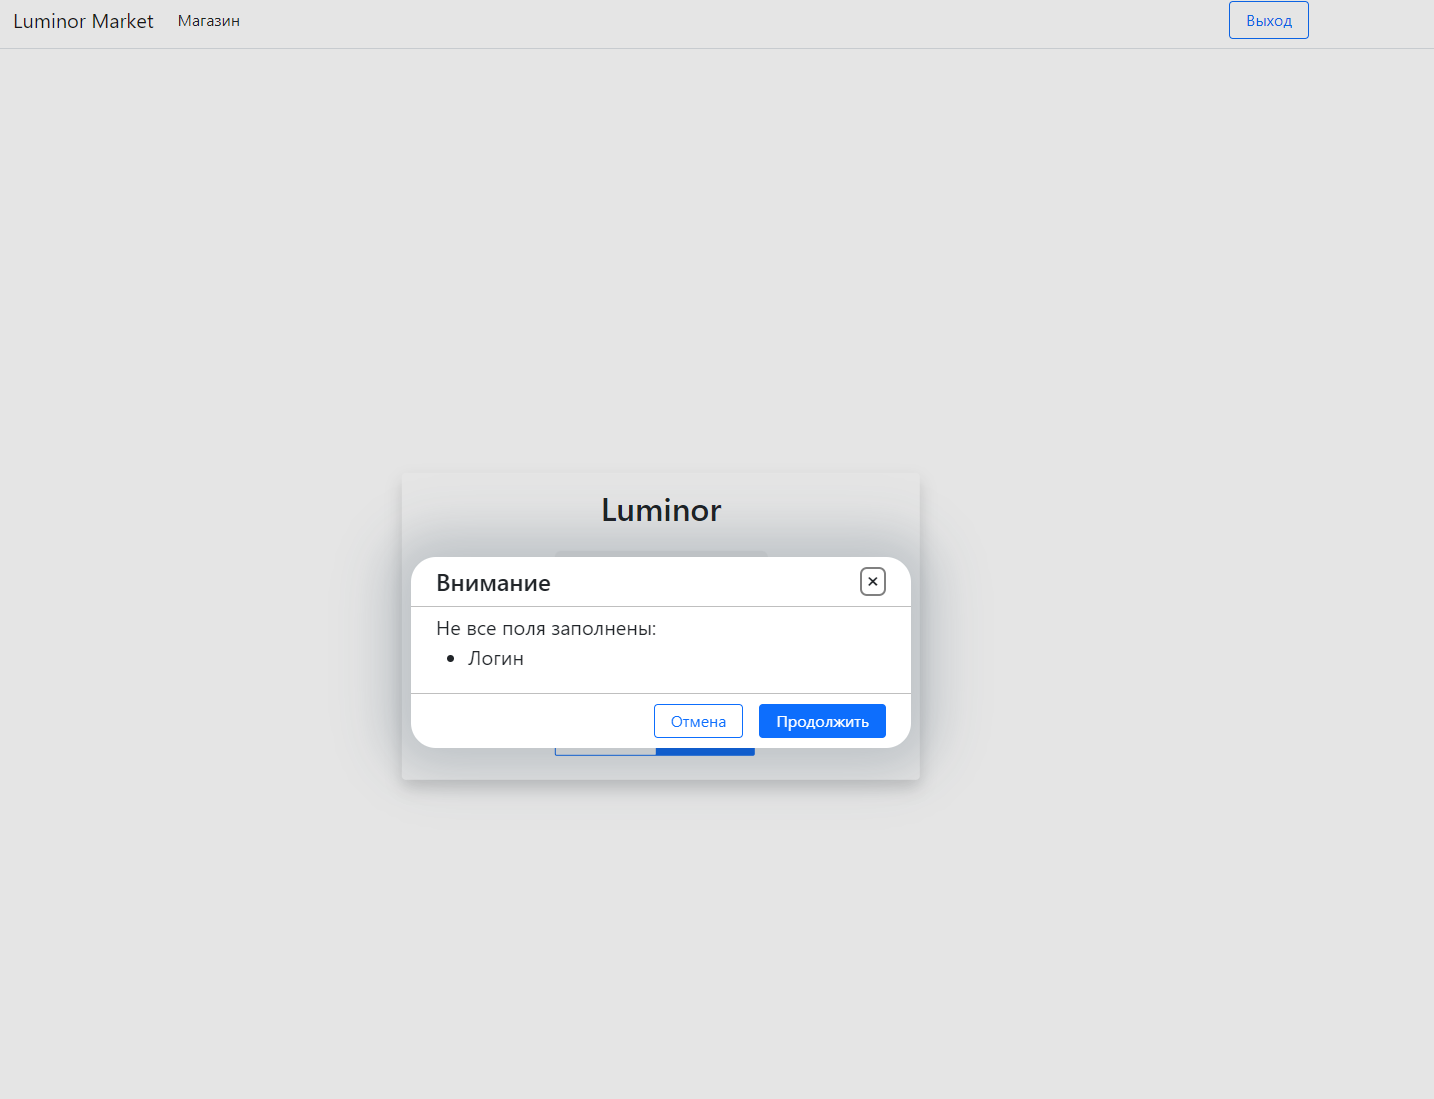 Luminor Market Магазин Выход
Luminor
Внимание
Не все поля заполнены:
Логин
Отмена Продолжить